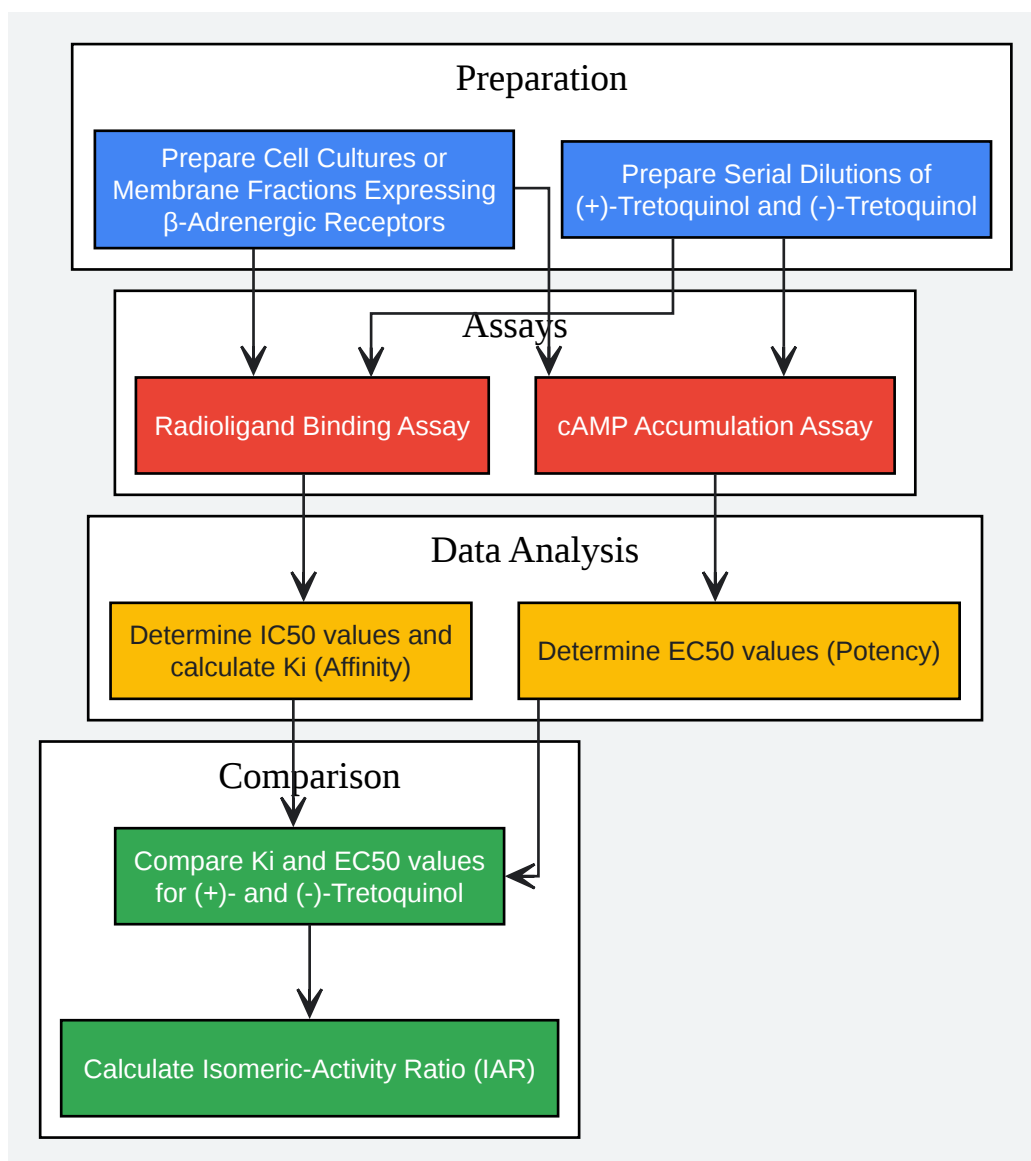 Preparation
Prepare Cell Cultures or
Membrane Fractions Expressing
β-Adrenergic Receptors
Prepare Serial Dilutions of
(+)-Tretoquinol and (-)-Tretoquinol
Assays
Radioligand Binding Assay
cAMP Accumulation Assay
Data Analysis
Determine IC50 values and
calculate Ki (Affinity)
Determine EC50 values (Potency)
Comparison
Compare Ki and EC50 values
for (+)- and (-)-Tretoquinol
Calculate Isomeric-Activity Ratio (IAR)